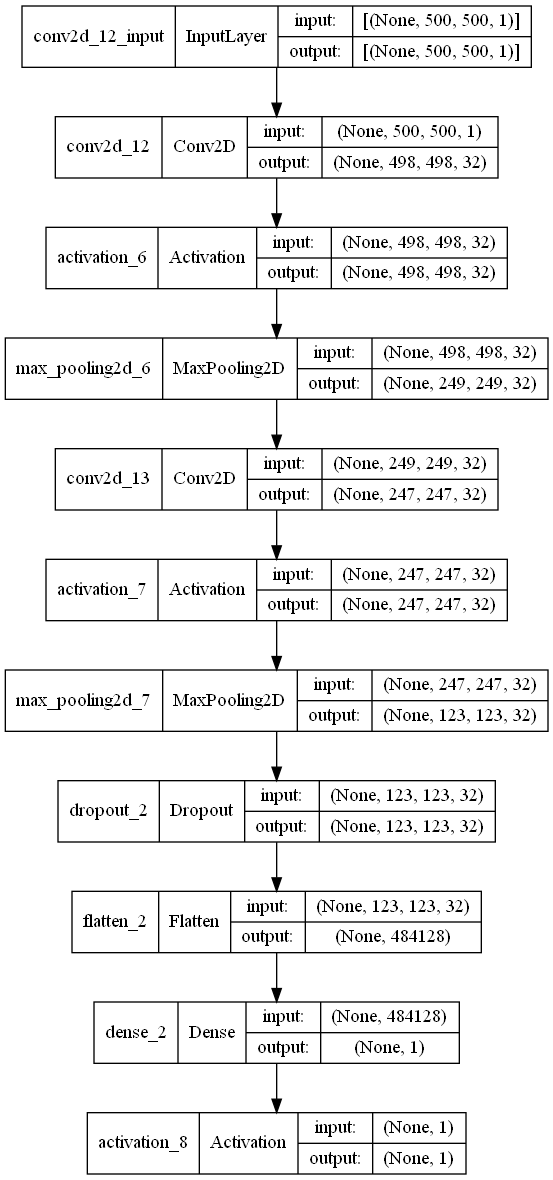 conv2d_12_input InputLayer input: [(None, 500, 500, 1)]
output: [(None, 500, 500, 1)]
conv2d_12 Conv2D input: (None, 500, 500, 1)
output: (None, 498, 498, 32)
activation_6 Activation input: (None, 498, 498, 32)
output: (None, 498, 498, 32)
max_pooling2d_6 MaxPooling2D input: (None, 498, 498, 32)
output: (None, 249, 249, 32)
conv2d_13 Conv2D input: (None, 249, 249, 32)
output: (None, 247, 247, 32)
activation_7 Activation input: (None, 247, 247, 32)
output: (None, 247, 247, 32)
max_pooling2d_7 MaxPooling2D input: (None, 247, 247, 32)
output: (None, 123, 123, 32)
dropout_2 Dropout input: (None, 123, 123, 32)
output: (None, 123, 123, 32)
flatten_2 Flatten input: (None, 123, 123, 32)
output: (None, 484128)
dense_2 Dense input: (None, 484128)
output: (None, 1)
activation_8 Activation input: (None, 1)
output: (None, 1)